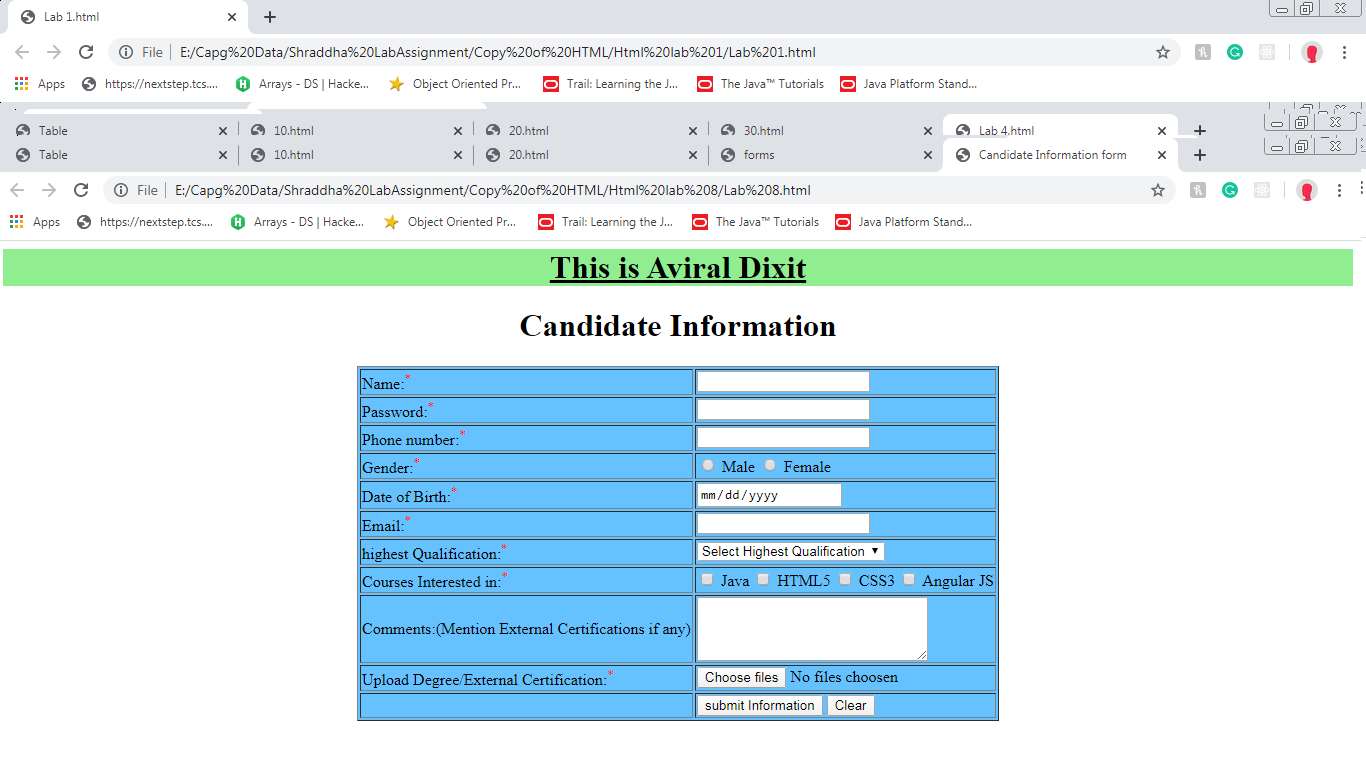 Lab 1.html
File E:/Capg%20Data/Shraddha%20LabAssignment/Copy%20of%20HTML/Html%20lab%201/Lab%201.html
Apps https://nextstep.tcs.... Arrays - DS | Hacke... Object Oriented Pr... Trail: Learning the J... The Java™ Tutorials Java Platform Stand...
Table 10.html 20.html 30.html Lab 4.html
Table 10.html 20.html forms Candidate Information form
File E:/Capg%20Data/Shraddha%20LabAssignment/Copy%20of%20HTML/Html%20lab%208/Lab%208.html
Apps https://nextstep.tcs.... Arrays - DS | Hacke... Object Oriented Pr... Trail: Learning the J... The Java™ Tutorials Java Platform Stand...
This is Aviral Dixit
Candidate Information
Name:*
Password:*
Phone number:*
Gender:* Male Female
Date of Birth:* mm/dd/yyyy
Email:*
highest Qualification:* Select Highest Qualification
Courses Interested in:* Java HTML5 CSS3 Angular JS
Comments:(Mention External Certifications if any)
Upload Degree/External Certification:* Choose files No files choosen
submit Information Clear